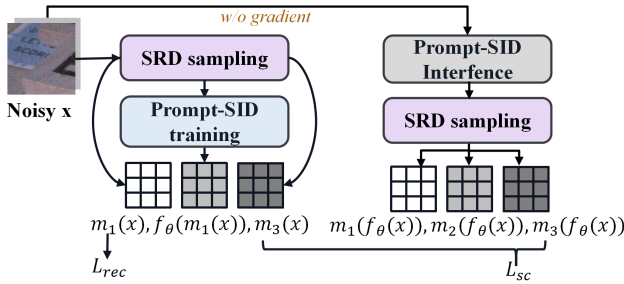 w/o gradient
SRD sampling
Prompt-SID
Interfence
Noisy x
Prompt-SID
training
SRD sampling
m₁(x), f_θ(m₁(x)), m₃(x)
m₁(f_θ(x)), m₂(f_θ(x)), m₃(f_θ(x))
L_rec
L_sc